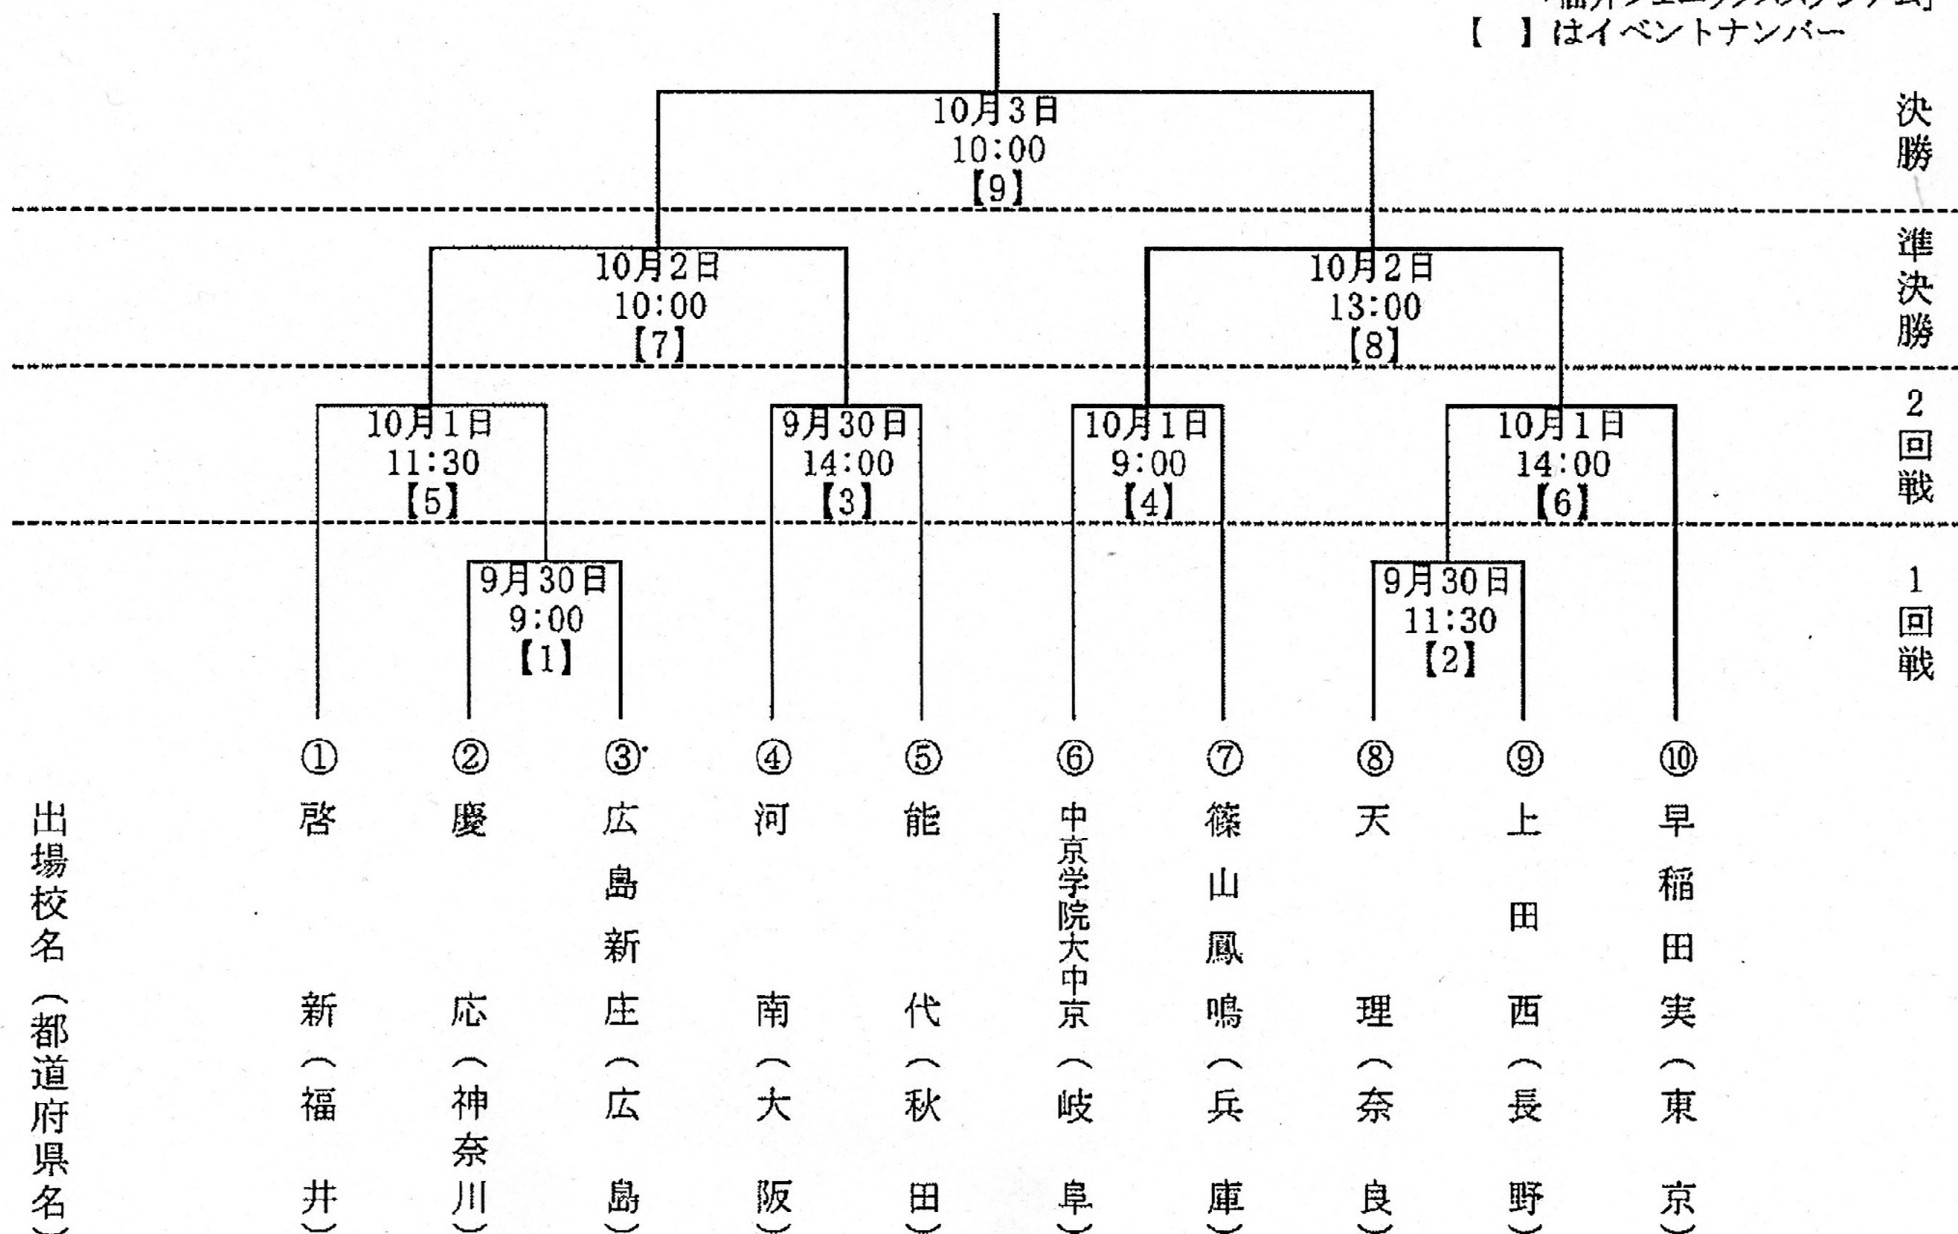 【　】はイベントナンバー
決勝
10月3日
10:00
【9】
準決勝
10月2日
10:00
【7】
10月2日
13:00
【8】
2回戦
10月1日
11:30
【5】
9月30日
14:00
【3】
10月1日
9:00
【4】
10月1日
14:00
【6】
1回戦
9月30日
9:00
【1】
9月30日
11:30
【2】
出場校名（都道府県名）
① 啓新（福井）
② 慶応（神奈川）
③ 広島新庄（広島）
④ 河南（大阪）
⑤ 能代（秋田）
⑥ 中京学院大中京（岐阜）
⑦ 篠山鳳鳴（兵庫）
⑧ 天理（奈良）
⑨ 上田西（長野）
⑩ 早稲田実（東京）